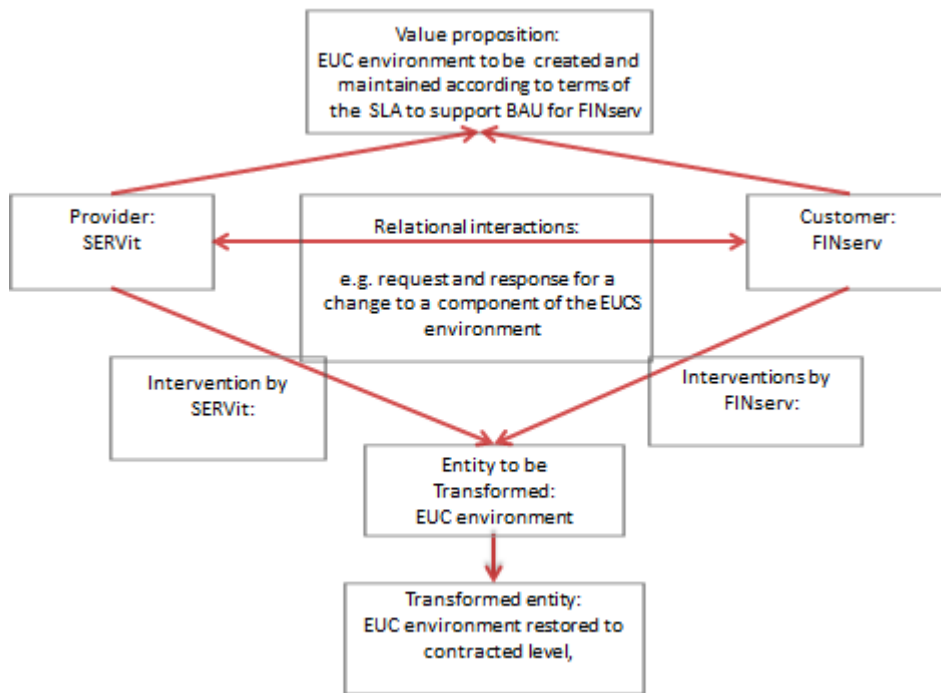 Value proposition:
EUC environment to be created and
maintained according to terms of
the SLA to support BAU for FINserv
Provider:
SERVit
Relational interactions:
e.g. request and response for a
change to a component of the EUCS
environment
Customer:
FINserv
Intervention by
SERVit:
Interventions by
FINserv:
Entity to be
Transformed:
EUC environment
Transformed entity:
EUC environment restored to
contracted level,